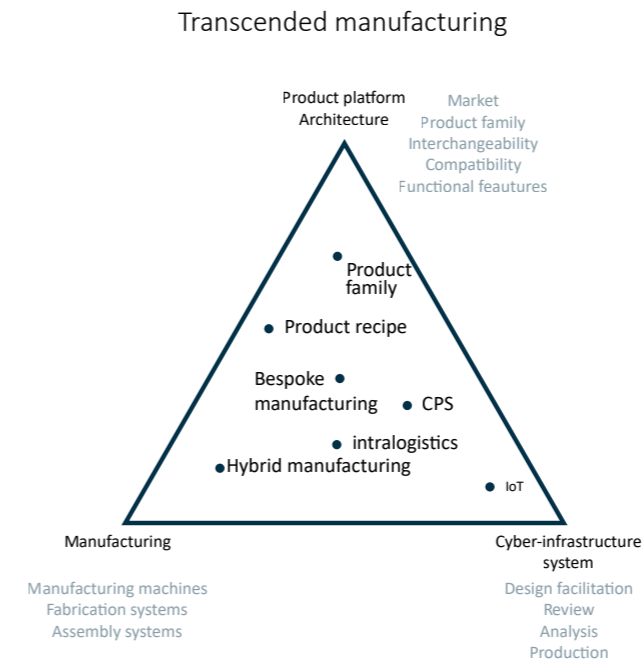 Transcended manufacturing
Product platform
Architecture
Market
Product family
Interchangeability
Compatibility
Functional feautures
Product
family
Product recipe
Bespoke
manufacturing
CPS
intralogistics
Hybrid manufacturing
IoT
Manufacturing
Manufacturing machines
Fabrication systems
Assembly systems
Cyber-infrastructure
system
Design facilitation
Review
Analysis
Production